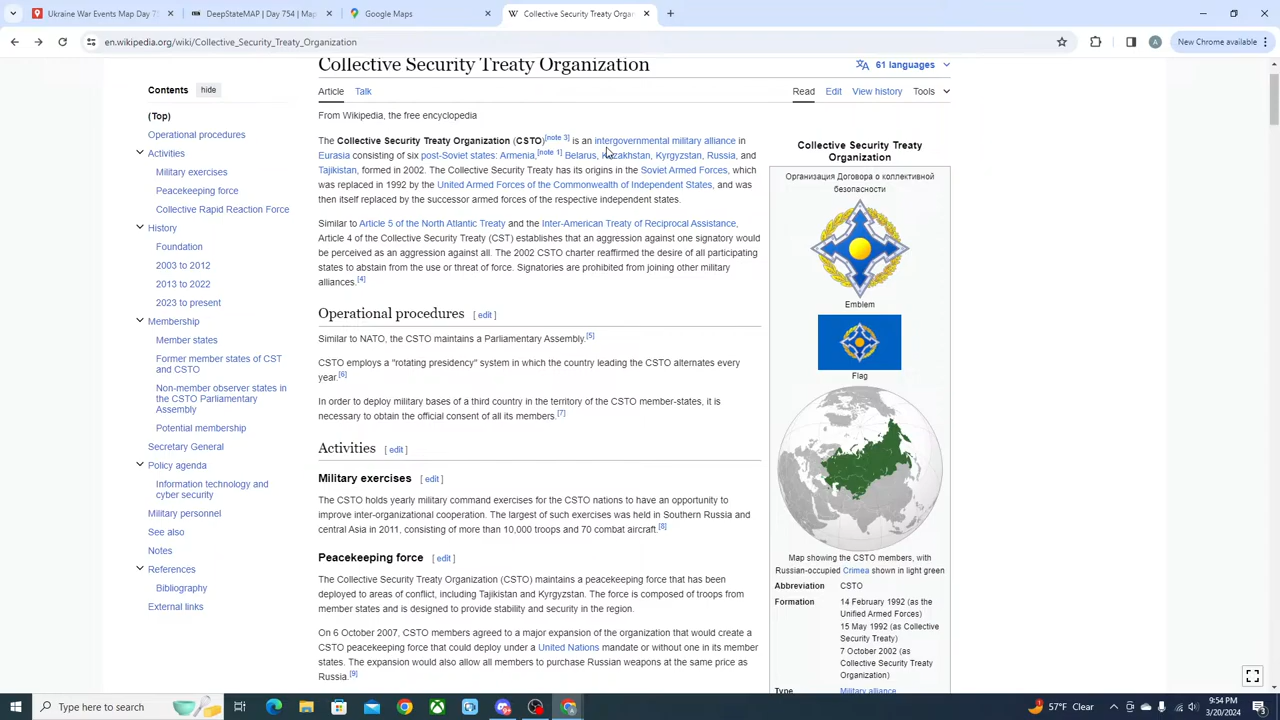 Ukraine War Events Map Day 75
DeepStateMAP | Day 754 | Map
Google Maps
Collective Security Treaty Organ
en.wikipedia.org/wiki/Collective_Security_Treaty_Organization
New Chrome available
Contents hide
(Top)
Operational procedures
Activities
Military exercises
Peacekeeping force
Collective Rapid Reaction Force
History
Foundation
2003 to 2012
2013 to 2022
2023 to present
Membership
Member states
Former member states of CST
and CSTO
Non-member observer states in
the CSTO Parliamentary
Assembly
Potential membership
Secretary General
Policy agenda
Information technology and
cyber security
Military personnel
See also
Notes
References
Bibliography
External links
Collective Security Treaty Organization
61 languages
Article Talk
Read Edit View history Tools
From Wikipedia, the free encyclopedia
The Collective Security Treaty Organization (CSTO)[note 3] is an intergovernmental military alliance in
Eurasia consisting of six post-Soviet states: Armenia,[note 1] Belarus, Kazakhstan, Kyrgyzstan, Russia, and
Tajikistan, formed in 2002. The Collective Security Treaty has its origins in the Soviet Armed Forces, which
was replaced in 1992 by the United Armed Forces of the Commonwealth of Independent States, and was
then itself replaced by the successor armed forces of the respective independent states.
Similar to Article 5 of the North Atlantic Treaty and the Inter-American Treaty of Reciprocal Assistance,
Article 4 of the Collective Security Treaty (CST) establishes that an aggression against one signatory would
be perceived as an aggression against all. The 2002 CSTO charter reaffirmed the desire of all participating
states to abstain from the use or threat of force. Signatories are prohibited from joining other military
alliances.[4]
Operational procedures [ edit ]
Similar to NATO, the CSTO maintains a Parliamentary Assembly.[5]
CSTO employs a "rotating presidency" system in which the country leading the CSTO alternates every
year.[6]
In order to deploy military bases of a third country in the territory of the CSTO member-states, it is
necessary to obtain the official consent of all its members.[7]
Activities [ edit ]
Military exercises [ edit ]
The CSTO holds yearly military command exercises for the CSTO nations to have an opportunity to
improve inter-organizational cooperation. The largest of such exercises was held in Southern Russia and
central Asia in 2011, consisting of more than 10,000 troops and 70 combat aircraft.[8]
Peacekeeping force [ edit ]
The Collective Security Treaty Organization (CSTO) maintains a peacekeeping force that has been
deployed to areas of conflict, including Tajikistan and Kyrgyzstan. The force is composed of troops from
member states and is designed to provide stability and security in the region.
On 6 October 2007, CSTO members agreed to a major expansion of the organization that would create a
CSTO peacekeeping force that could deploy under a United Nations mandate or without one in its member
states. The expansion would also allow all members to purchase Russian weapons at the same price as
Russia.[9]
Collective Security Treaty
Organization
Организация Договора о коллективной
безопасности
Emblem
Flag
Map showing the CSTO members, with
Russian-occupied Crimea shown in light green
Abbreviation CSTO
Formation 14 February 1992 (as the
Unified Armed Forces)
15 May 1992 (as Collective
Security Treaty)
7 October 2002 (as
Collective Security Treaty
Organization)
Type Military alliance
Type here to search
57°F Clear
9:54 PM
3/20/2024